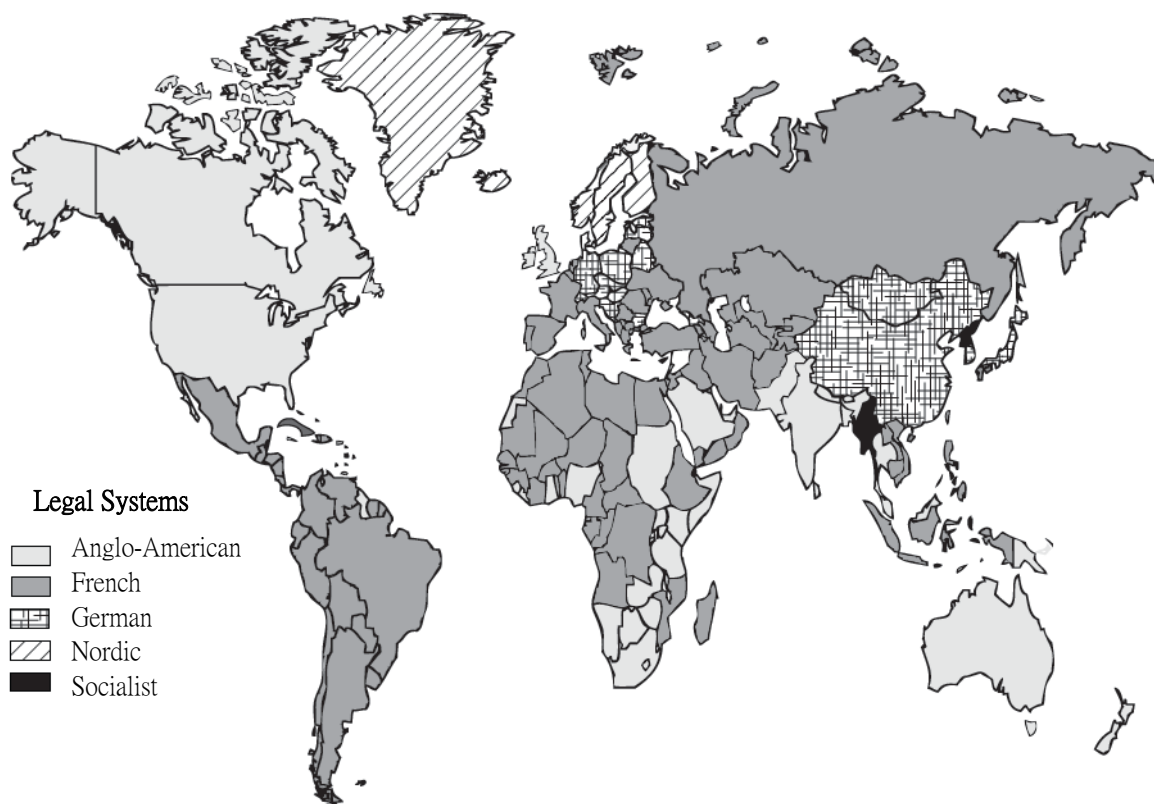 Legal Systems
Anglo-American
French
German
Nordic
Socialist